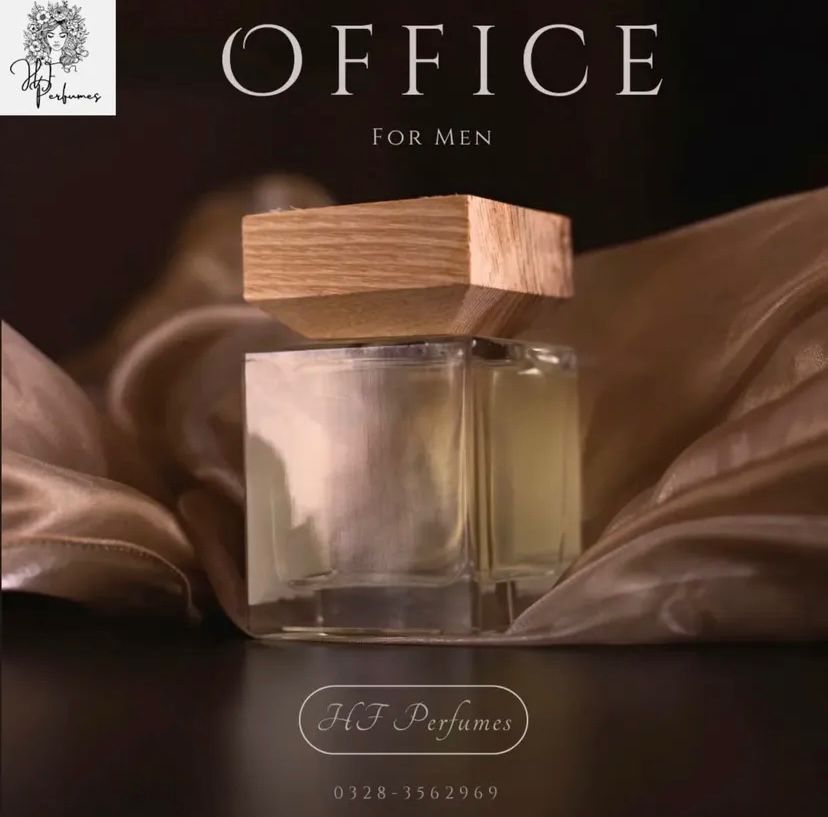 HF
Perfumes
OFFICE
FOR MEN
HF Perfumes
0328-3562969